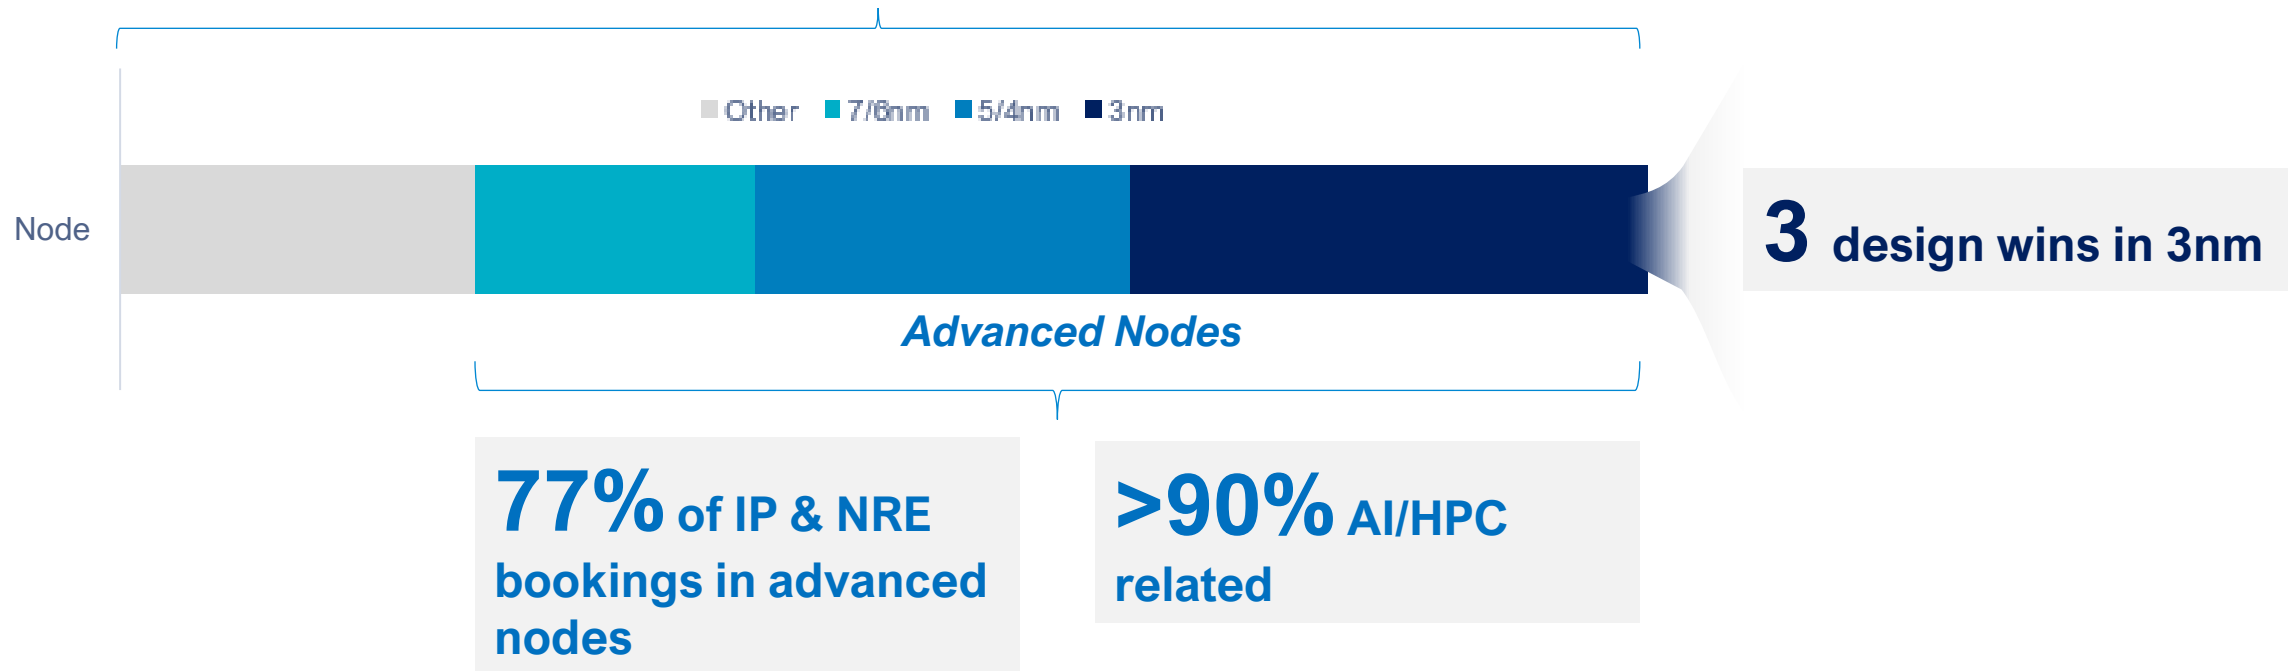 Other 7/6nm 5/4nm 3nm
Node
3 design wins in 3nm
Advanced Nodes
77% of IP & NRE
bookings in advanced
nodes
>90% AI/HPC
related